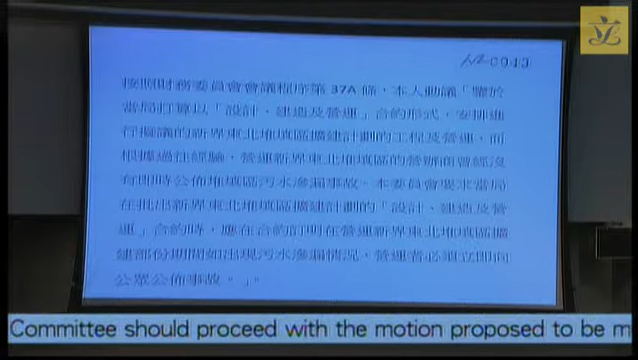 0943
按照財務委員會會議程序第 37A 條，本人動議「鑒於
當局打算以「設計、建造及營運」合約形式，安排進
行擬議的新界東北堆填區擴建計劃的工程及營運，而
根據過往經驗，營運新界東北堆填區的營辦商曾經沒
有即時公佈堆填區污水滲漏事故。本委員會要求當局
在批出新界東北堆填區擴建計劃的「設計、建造及營
運」合約時，應在合約訂明在營運新界東北堆填區擴
建部份期間如出現污水滲漏情況，營運者必須立即向
公眾公佈事故。」。
Committee should proceed with the motion proposed to be m